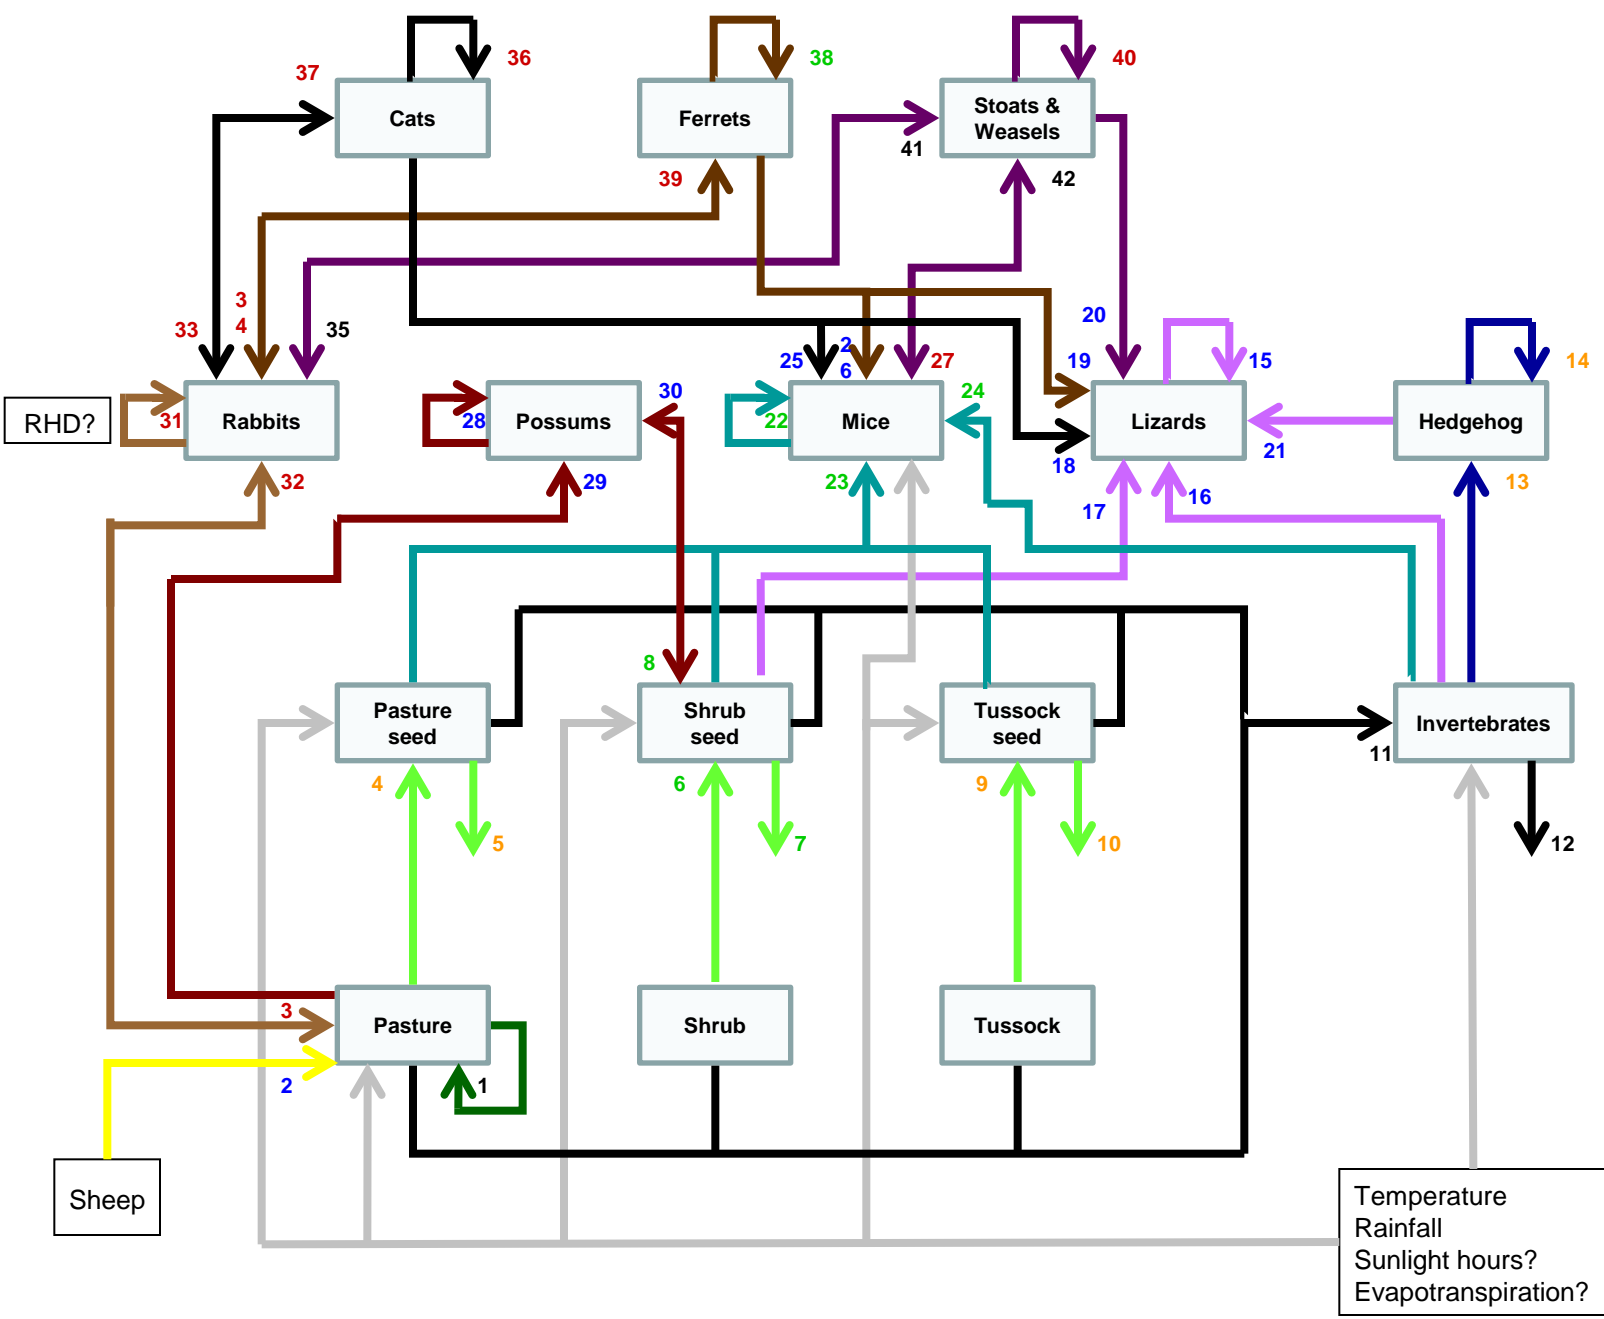 37
36
38
40
Cats
Ferrets
Stoats &
Weasels
41
39
42
33
3
4
35
25
2
6
27
20
19
15
14
RHD?
31
Rabbits
28
Possums
30
22
Mice
24
Lizards
18
21
Hedgehog
32
29
23
17
16
13
8
Pasture
seed
Shrub
seed
Tussock
seed
Invertebrates
11
4
5
6
7
9
10
12
3
Pasture
Shrub
Tussock
2
1
Sheep
Temperature
Rainfall
Sunlight hours?
Evapotranspiration?